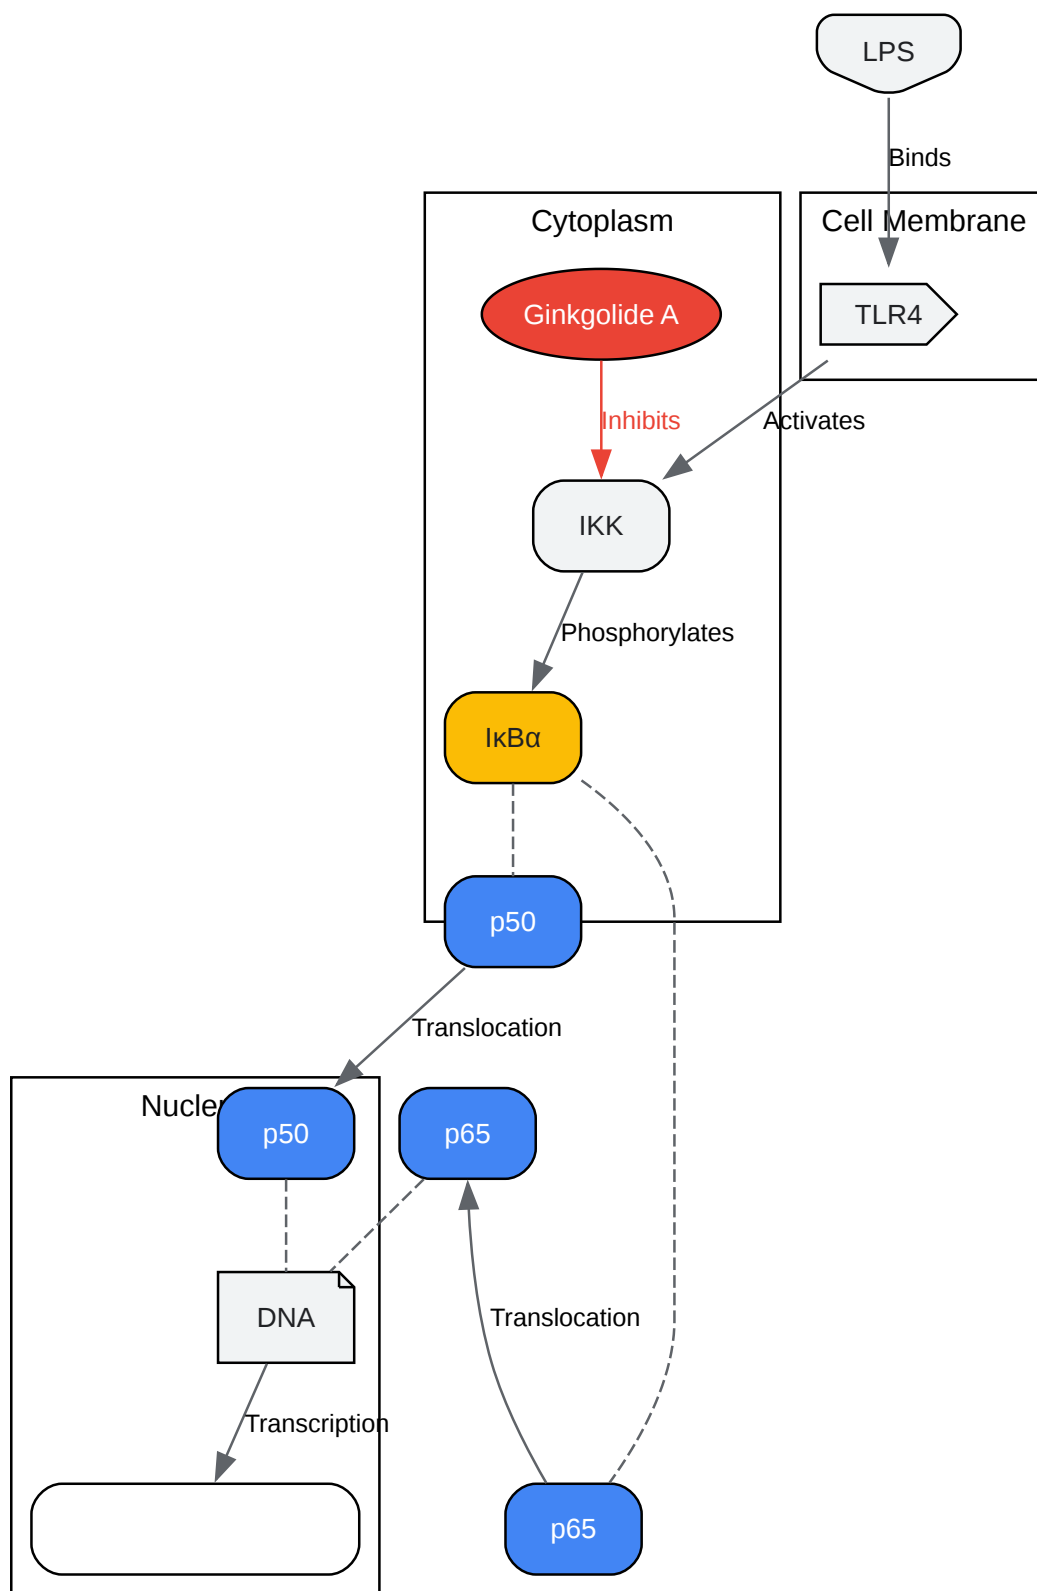 LPS
Binds
Cytoplasm
Cell Membrane
Ginkgolide A
TLR4
Inhibits
Activates
IKK
Phosphorylates
IκBα
p50
Translocation
p50
p65
DNA
Translocation
Transcription
p65